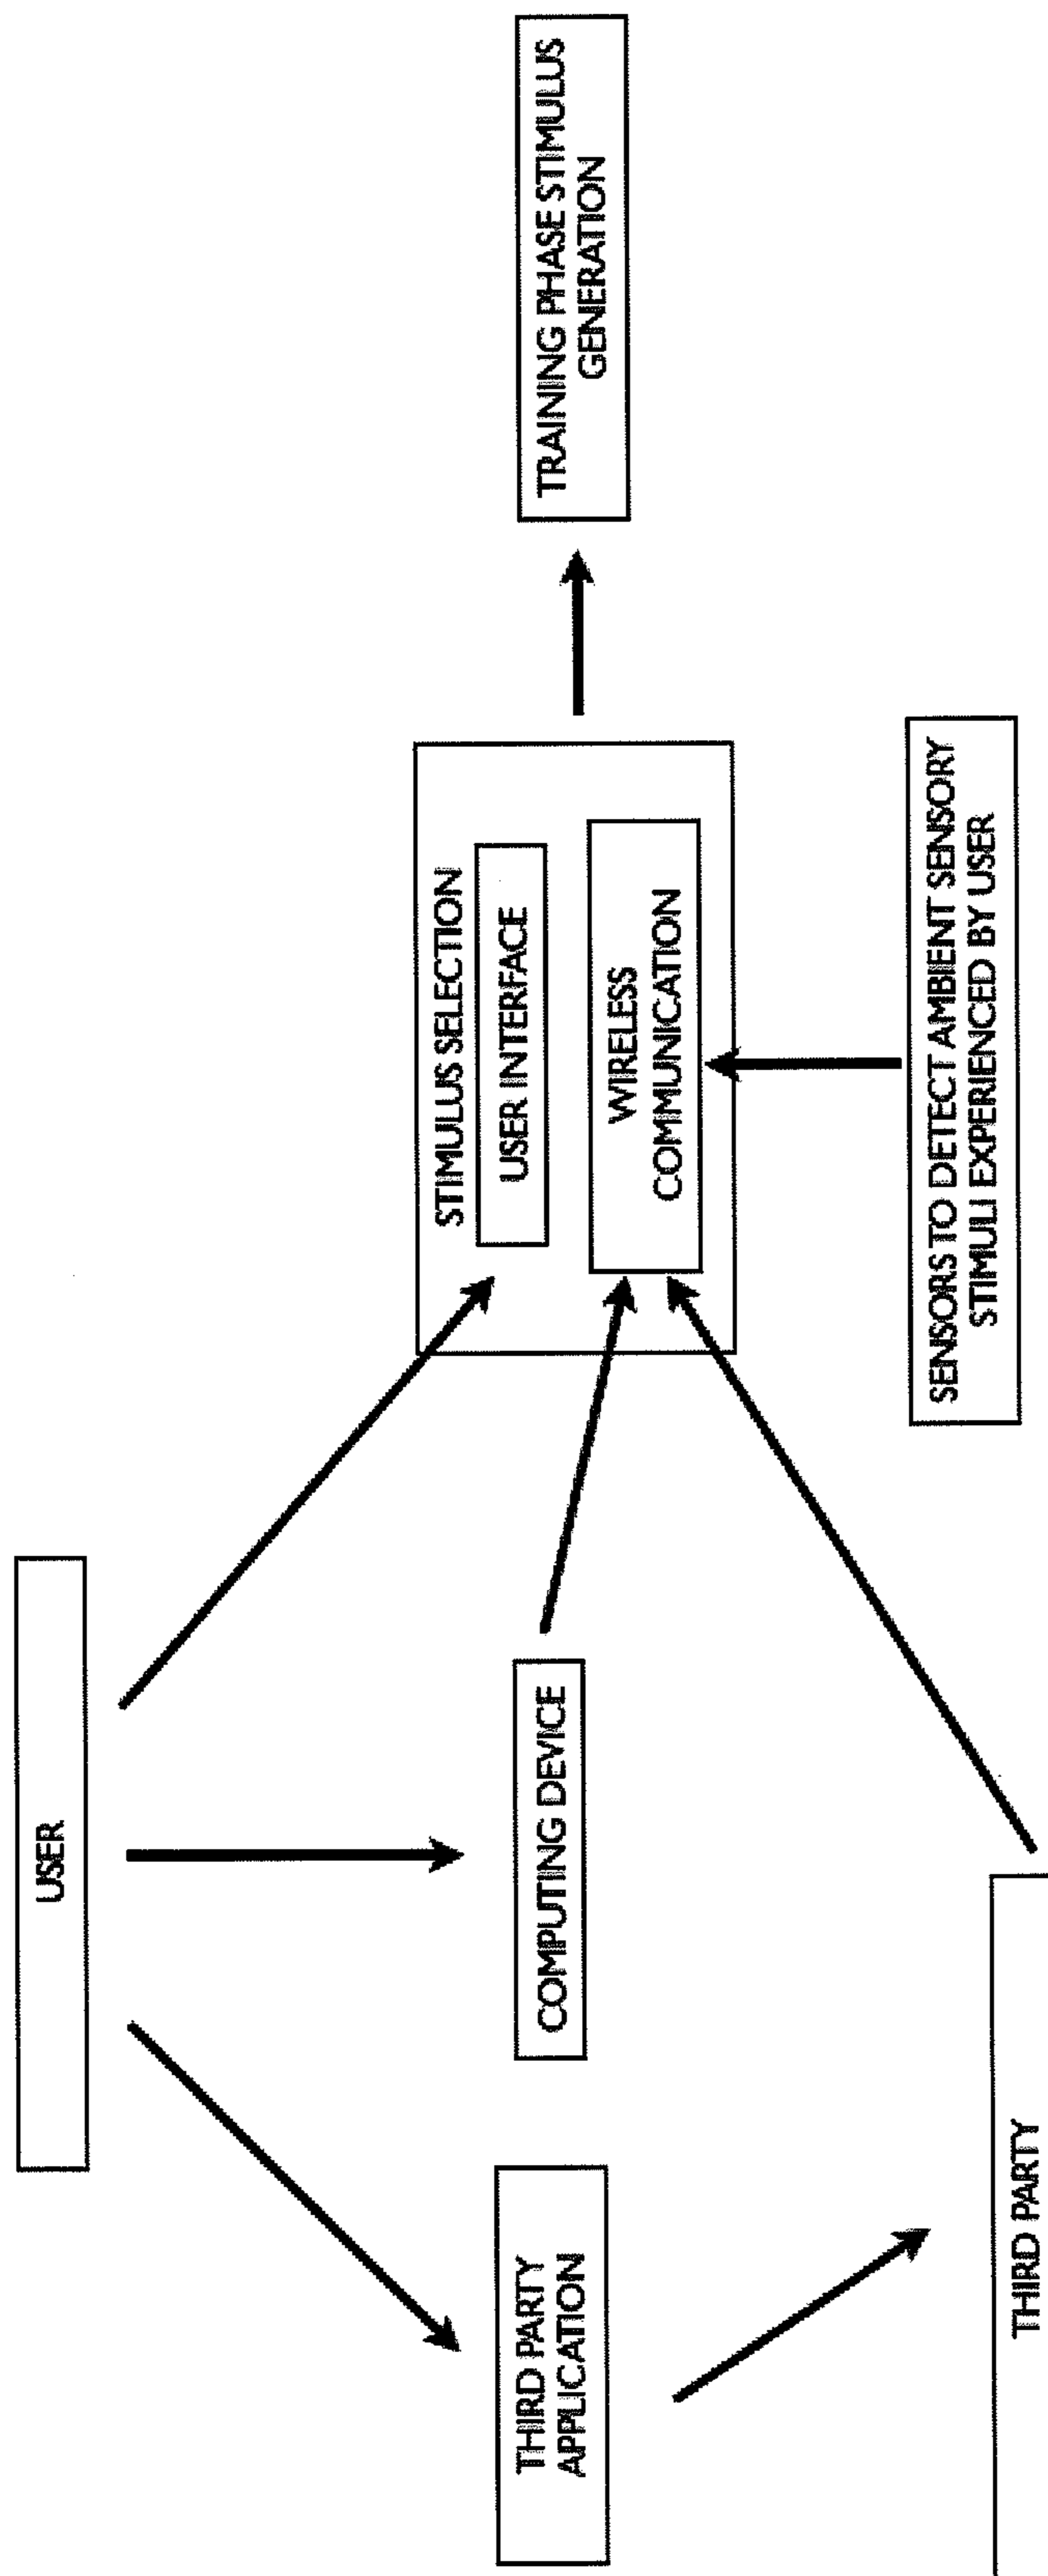 USER
THIRD PARTY
APPLICATION
COMPUTING DEVICE
THIRD PARTY
STIMULUS SELECTION
USER INTERFACE
WIRELESS
COMMUNICATION
SENSORS TO DETECT AMBIENT SENSORY
STIMULI EXPERIENCED BY USER
TRAINING PHASE STIMULUS
GENERATION